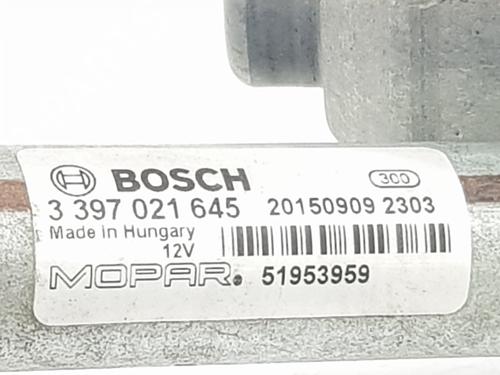 BOSCH 300
3 397 021 645 20150909 2303
Made in Hungary
12V
MOPAR. 51953959